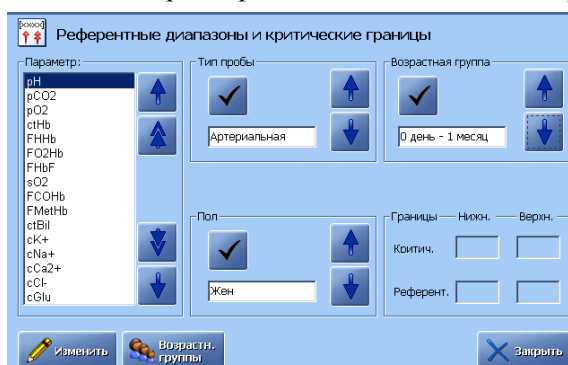 [xxxxx]
Референтные диапазоны и критические границы
Параметр:
pH
pCO2
pO2
ctHb
FHHb
FO2Hb
FHbF
sO2
FCOHb
FMetHb
ctBil
cK+
cNa+
cCa2+
cCl-
cGlu
Тип пробы
Артериальная
Возрастная группа
0 день - 1 месяц
Пол
Жен
Границы Нижн. Верхн.
Критич.
Референт.
Изменить
Возрастн.
группы
Закрыть